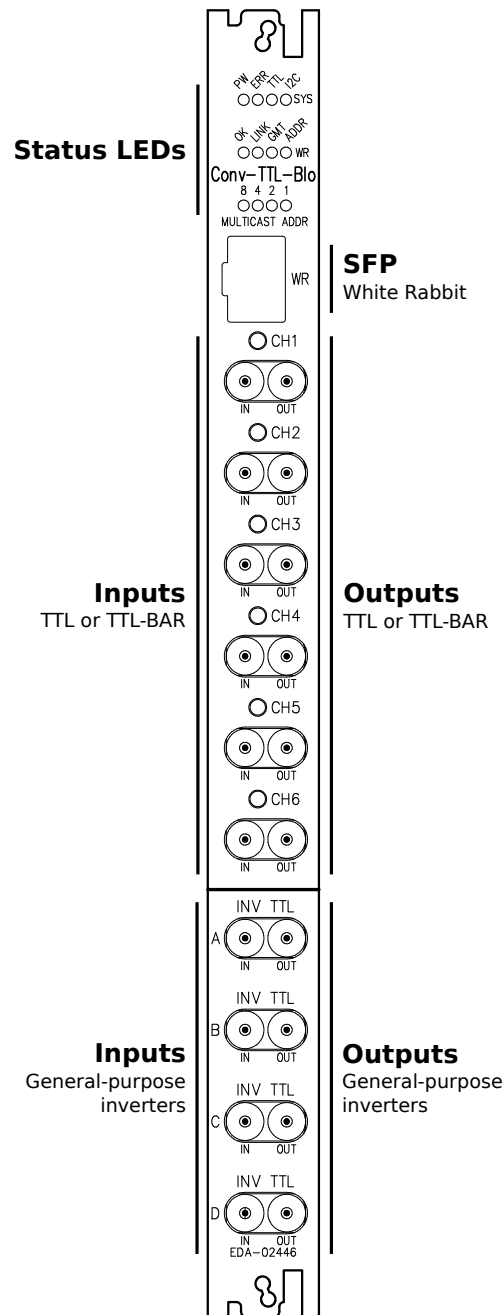 PW ERR TTL I2C
SYS
OK LINK GMT ADDR
WR
Status LEDs
Conv-TTL-Blo
8 4 2 1
MULTICAST ADDR
WR
SFP
White Rabbit
CH1
IN OUT
CH2
IN OUT
CH3
IN OUT
Inputs
TTL or TTL-BAR
Outputs
TTL or TTL-BAR
CH4
IN OUT
CH5
IN OUT
CH6
IN OUT
INV TTL
A
IN OUT
INV TTL
B
IN OUT
Inputs
General-purpose
inverters
Outputs
General-purpose
inverters
INV TTL
C
IN OUT
INV TTL
D
IN OUT
EDA-02446